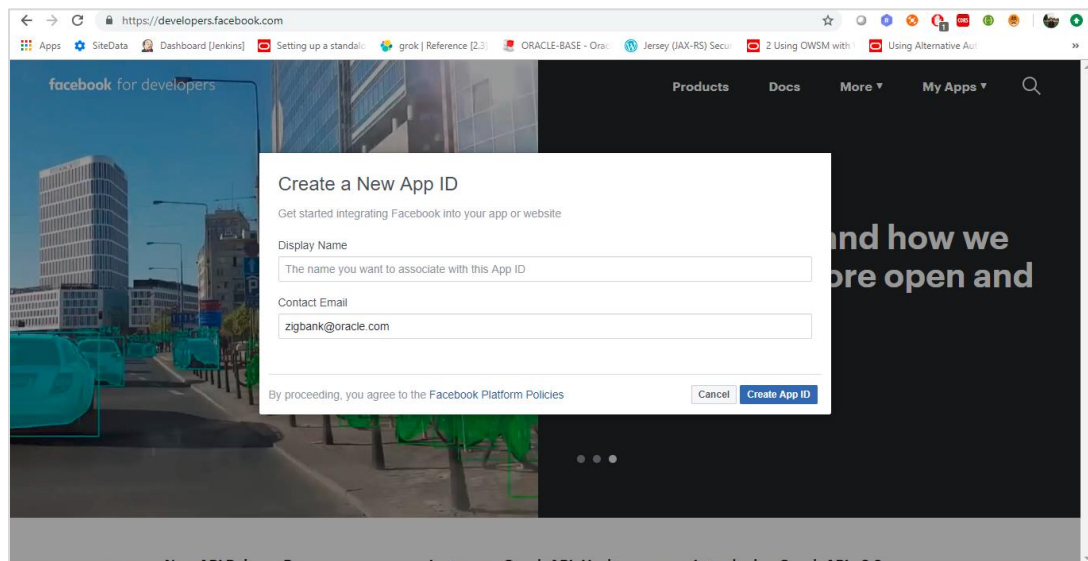 https://developers.facebook.com
Apps SiteData Dashboard [Jenkins] Setting up a standalo grok | Reference [2.3] ORACLE-BASE - Orac Jersey (JAX-RS) Secur 2 Using OWSM with Using Alternative Aut »
facebook for developers Products Docs More My Apps
Create a New App ID
Get started integrating Facebook into your app or website
Display Name
The name you want to associate with this App ID
Contact Email
zigbank@oracle.com
By proceeding, you agree to the Facebook Platform Policies Cancel Create App ID
and how we
ore open and